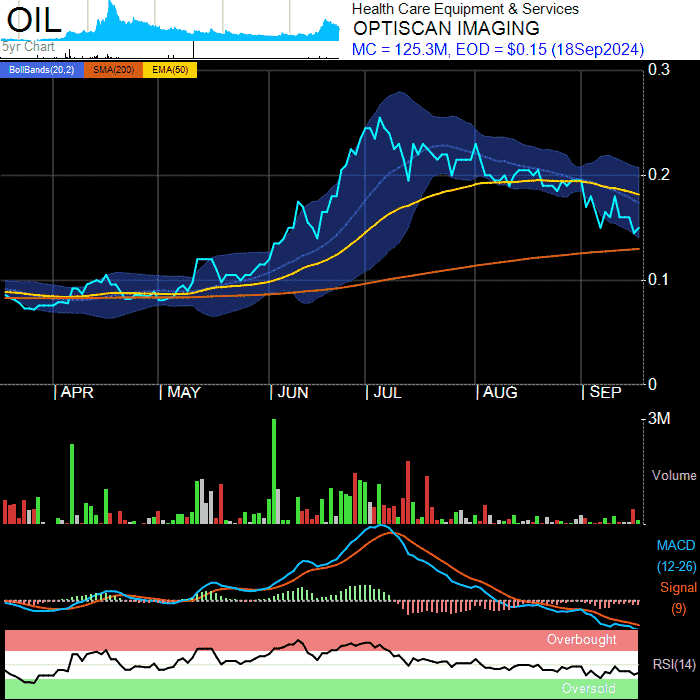 OIL
5yr Chart
Health Care Equipment & Services
OPTISCAN IMAGING
MC = 125.3M, EOD = $0.15 (18Sep2024)
BollBands(20,2) SMA(200) EMA(50)
0.3
0.2
0.1
0
APR MAY JUN JUL AUG SEP
3M
Volume
MACD
(12-26)
Signal
(9)
Overbought
RSI(14)
Oversold